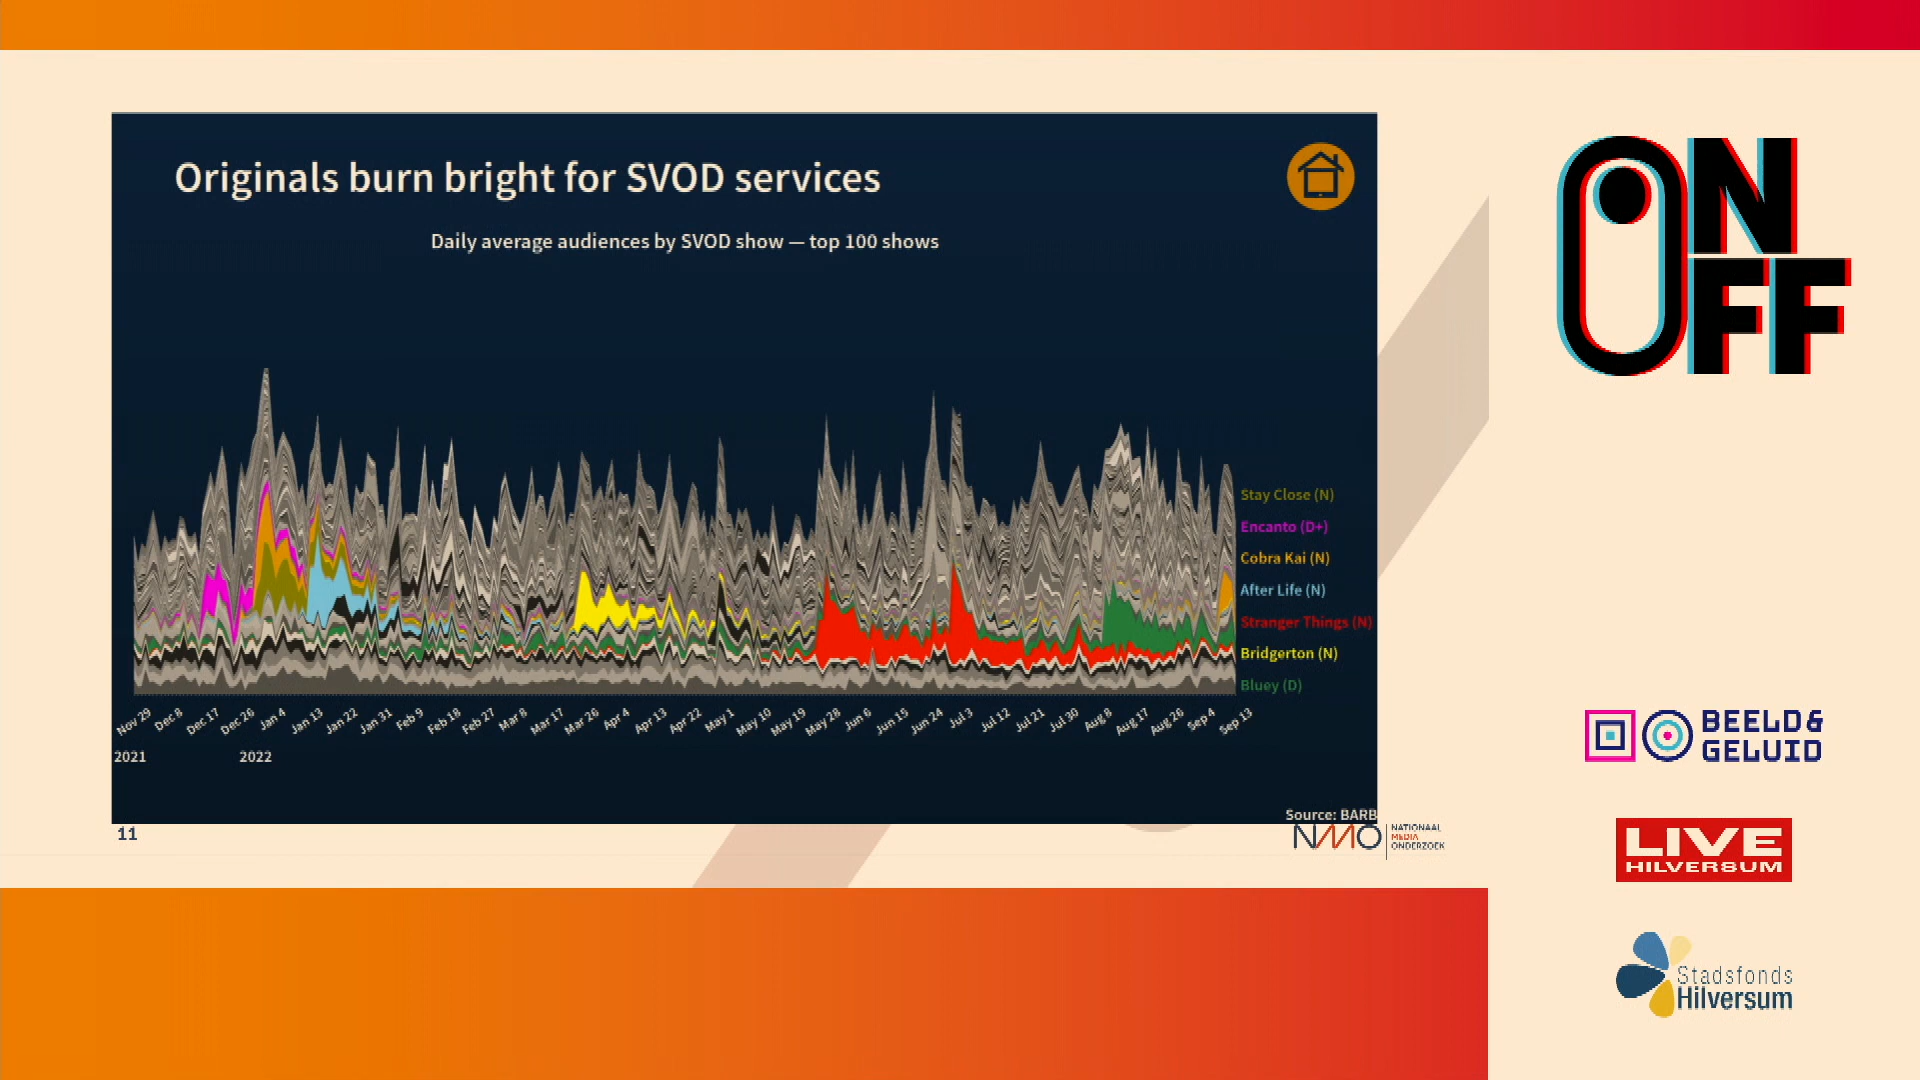 Originals burn bright for SVOD services
Daily average audiences by SVOD show — top 100 shows
Stay Close (N)
Encanto (D+)
Cobra Kai (N)
After Life (N)
Stranger Things (N)
Bridgerton (N)
Bluey (D)
Nov 29 Dec 8 Dec 17 Dec 26 Jan 4 Jan 13 Jan 22 Jan 31 Feb 9 Feb 18 Feb 27 Mar 8 Mar 17 Mar 26 Apr 4 Apr 13 Apr 22 May 1 May 10 May 19 May 28 Jun 6 Jun 15 Jun 24 Jul 3 Jul 12 Jul 21 Jul 30 Aug 8 Aug 17 Aug 26 Sep 4 Sep 13
2021 2022
Source: BARB
11
NMO
NATIONAAL
MEDIA
ONDERZOEK
ON
OFF
BEELD&
GELUID
LIVE
HILVERSUM
Stadsfonds
Hilversum